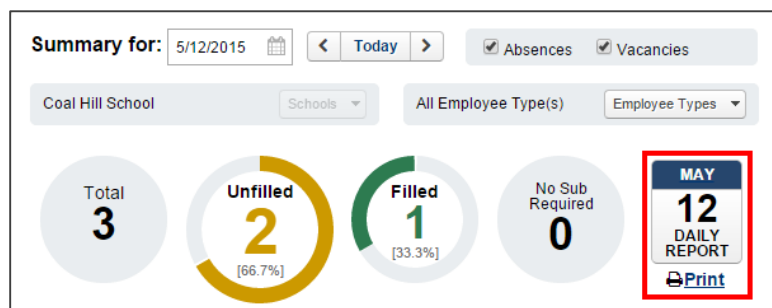 Summary for: 5/12/2015 Today Absences Vacancies
Coal Hill School Schools All Employee Type(s) Employee Types
Total
3
Unfilled
2
[66.7%]
Filled
1
[33.3%]
No Sub
Required
0
MAY
12
DAILY
REPORT
Print